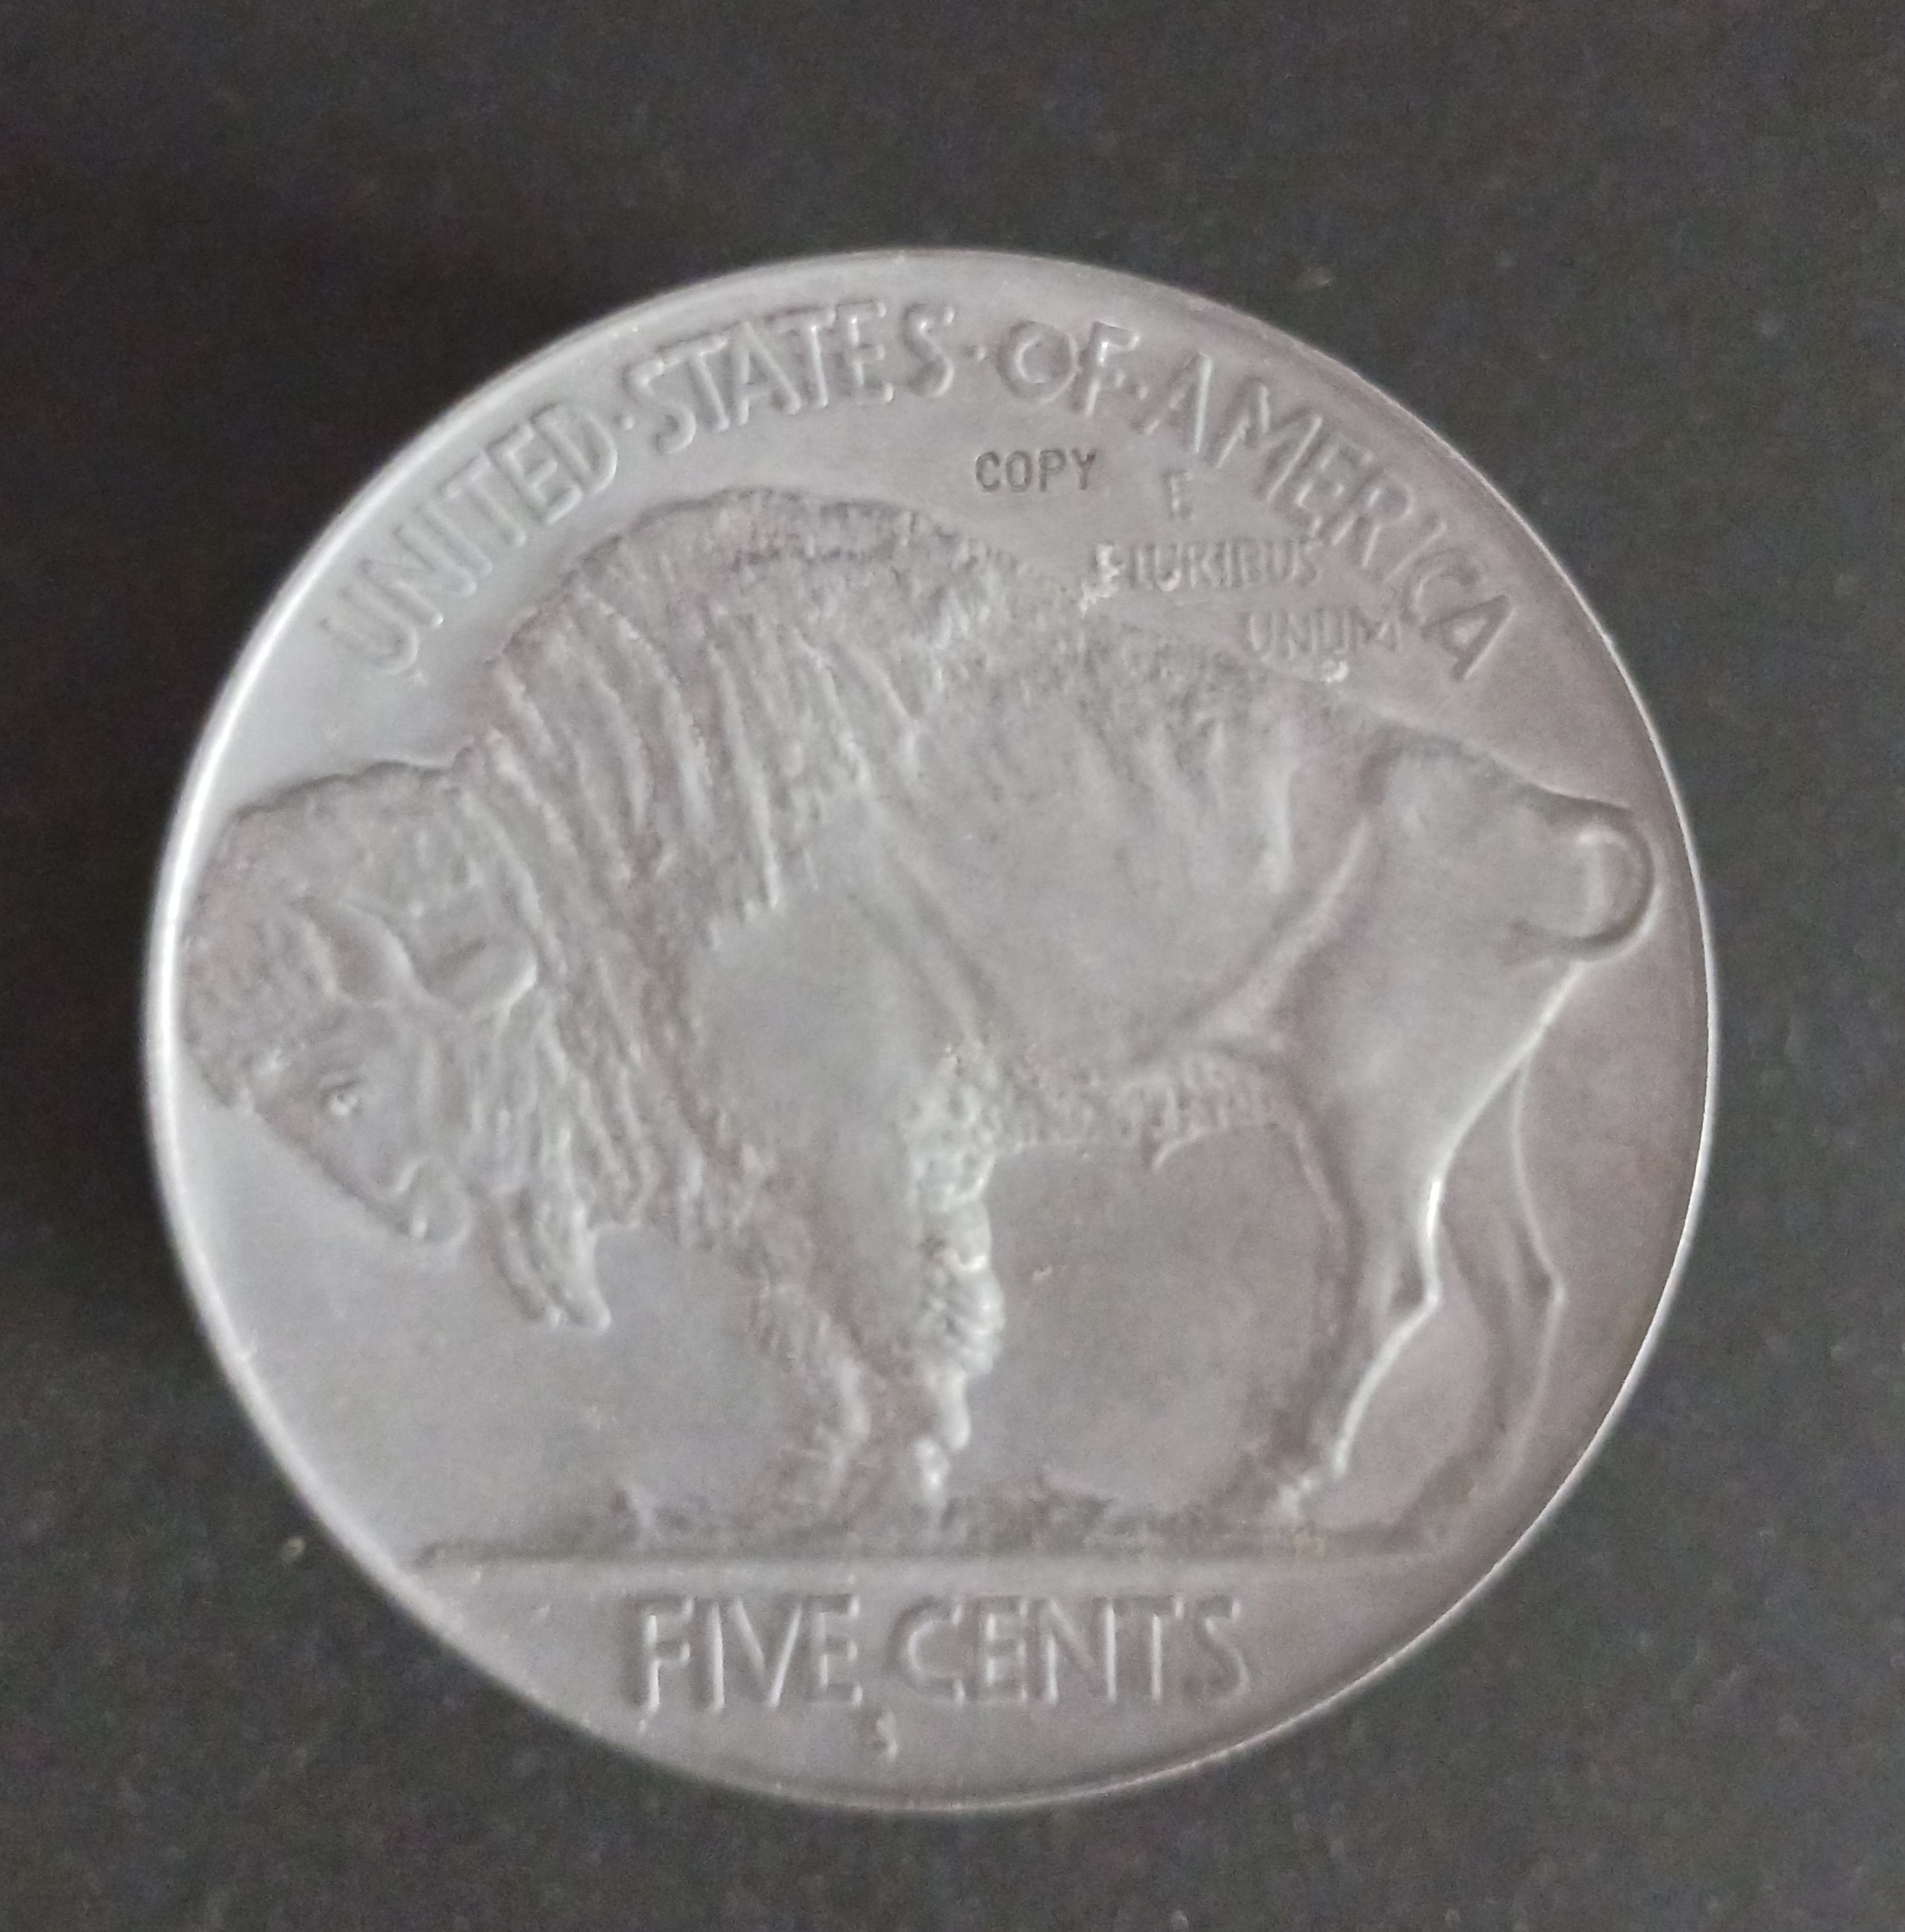 UNITED·STATES·OF·AMERICA
COPY
E
PLURIBUS
UNUM
FIVE CENTS
S